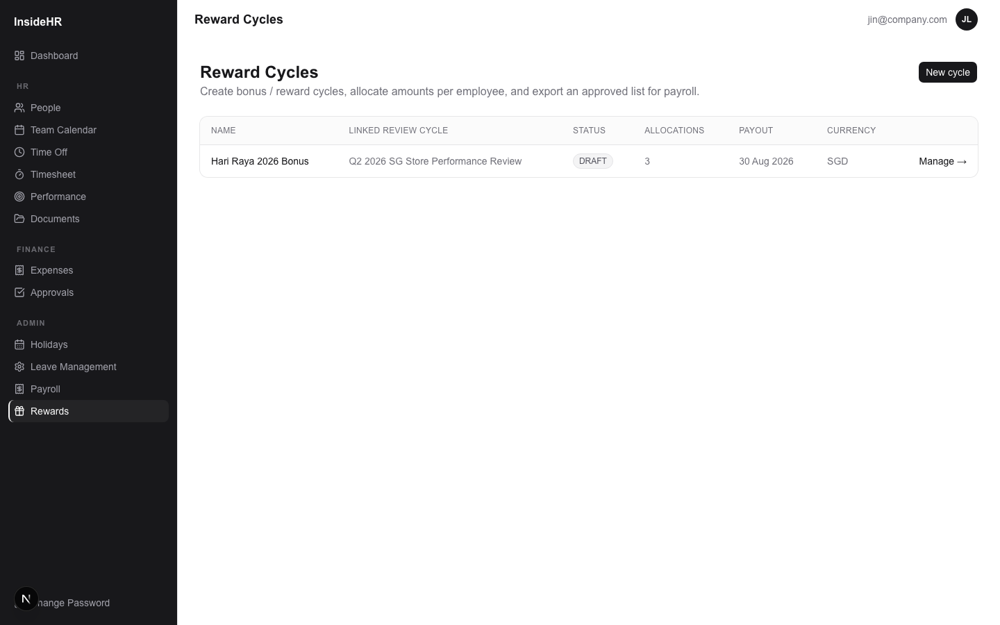 InsideHR
Dashboard
HR
People
Team Calendar
Time Off
Timesheet
Performance
Documents
FINANCE
Expenses
Approvals
ADMIN
Holidays
Leave Management
Payroll
Rewards
N
hange Password
Reward Cycles
jin@company.com JL
Reward Cycles
New cycle
Create bonus / reward cycles, allocate amounts per employee, and export an approved list for payroll.
NAME LINKED REVIEW CYCLE STATUS ALLOCATIONS PAYOUT CURRENCY
Hari Raya 2026 Bonus Q2 2026 SG Store Performance Review DRAFT 3 30 Aug 2026 SGD Manage →